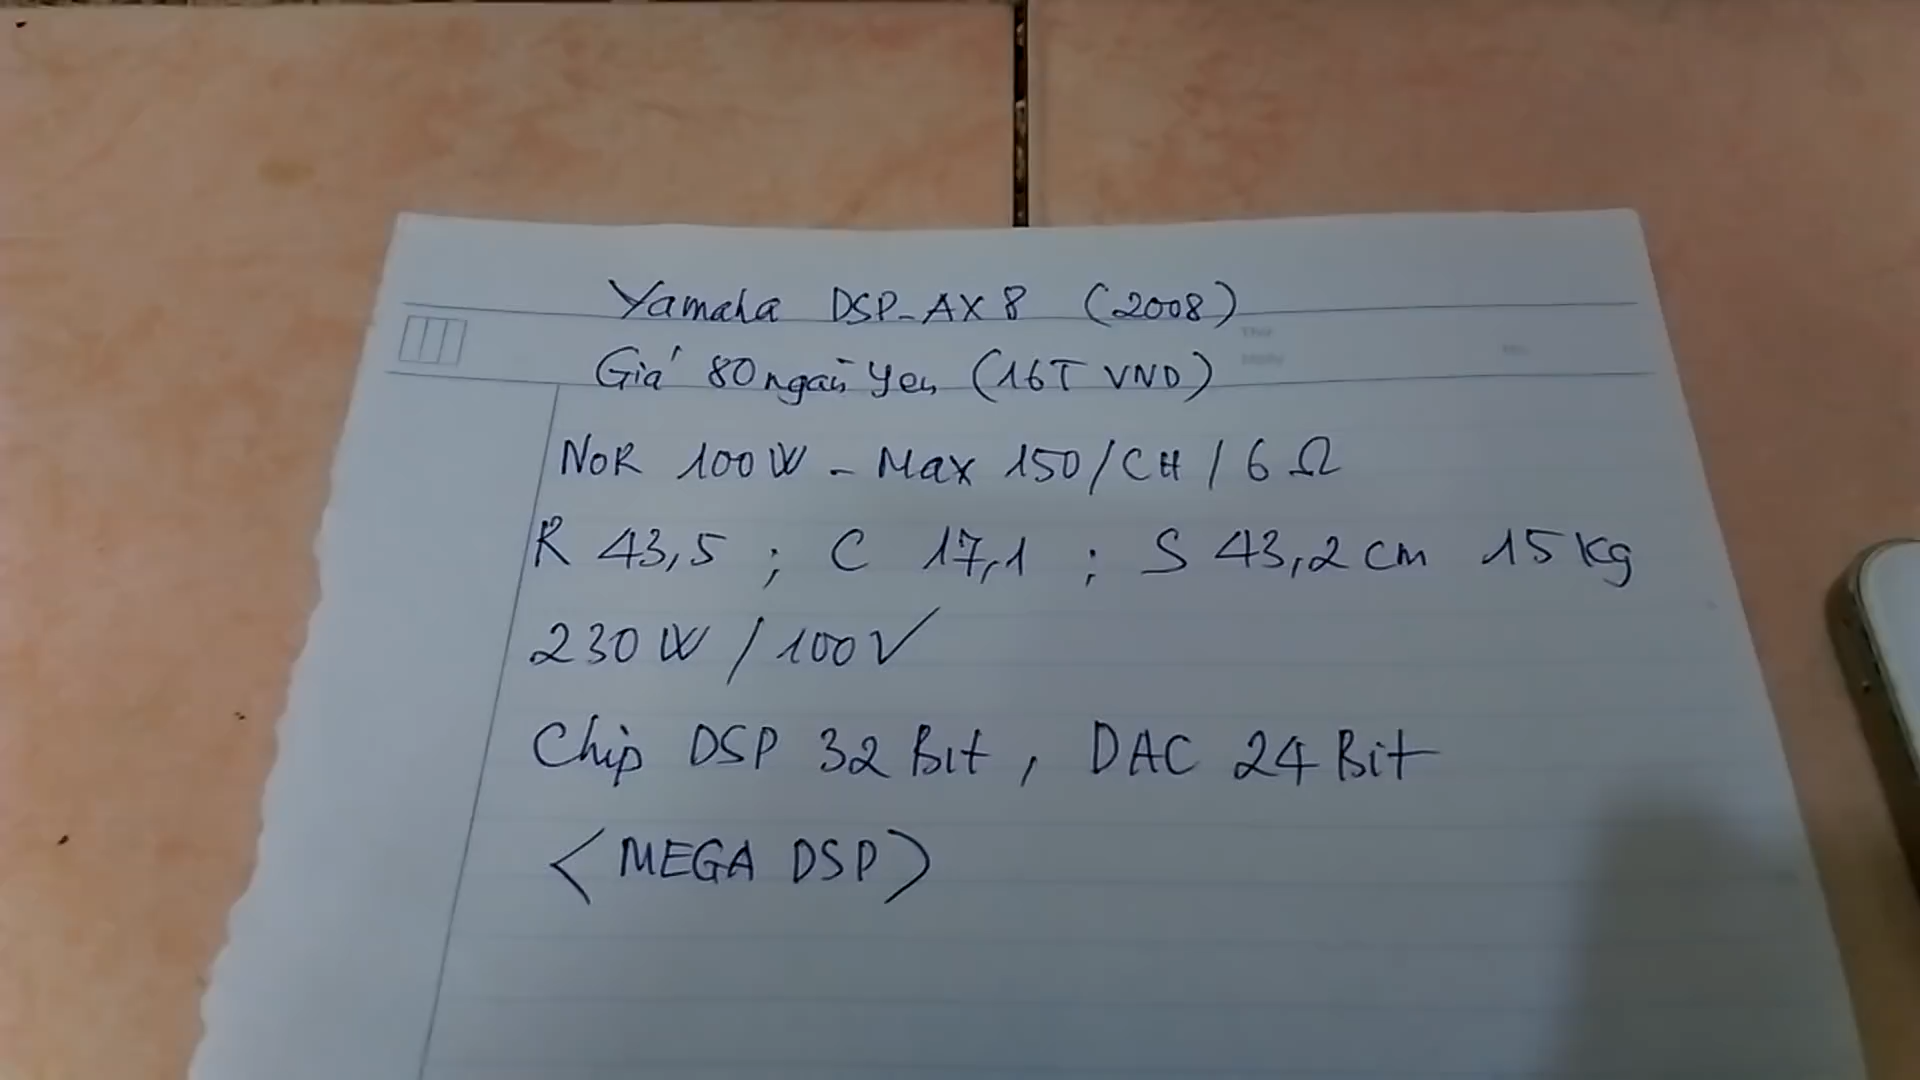 Yamaha DSP-AX8 (2008)
Giá 80 ngàn Yen (16T VND)
NOR 100W - Max 150/CH/6Ω
R 43,5 ; C 17,1 ; S 43,2 cm 15 kg
230W / 100V
Chip DSP 32 Bit, DAC 24 Bit
<MEGA DSP>